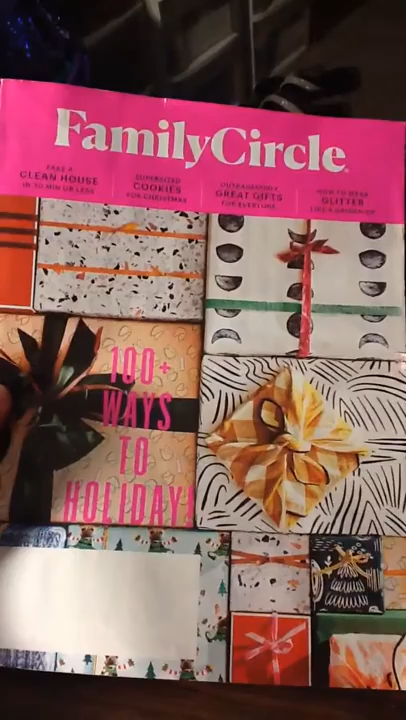 FamilyCircle
FAKE A
CLEAN HOUSE
IN 30 MIN OR LESS
SUPERSIZED
COOKIES
FOR CHRISTMAS
OUTRAGEOUSLY
GREAT GIFTS
FOR EVERYONE
HOW TO WEAR
GLITTER
LIKE A GROWN-UP
100+
WAYS
TO
HOLIDAY!